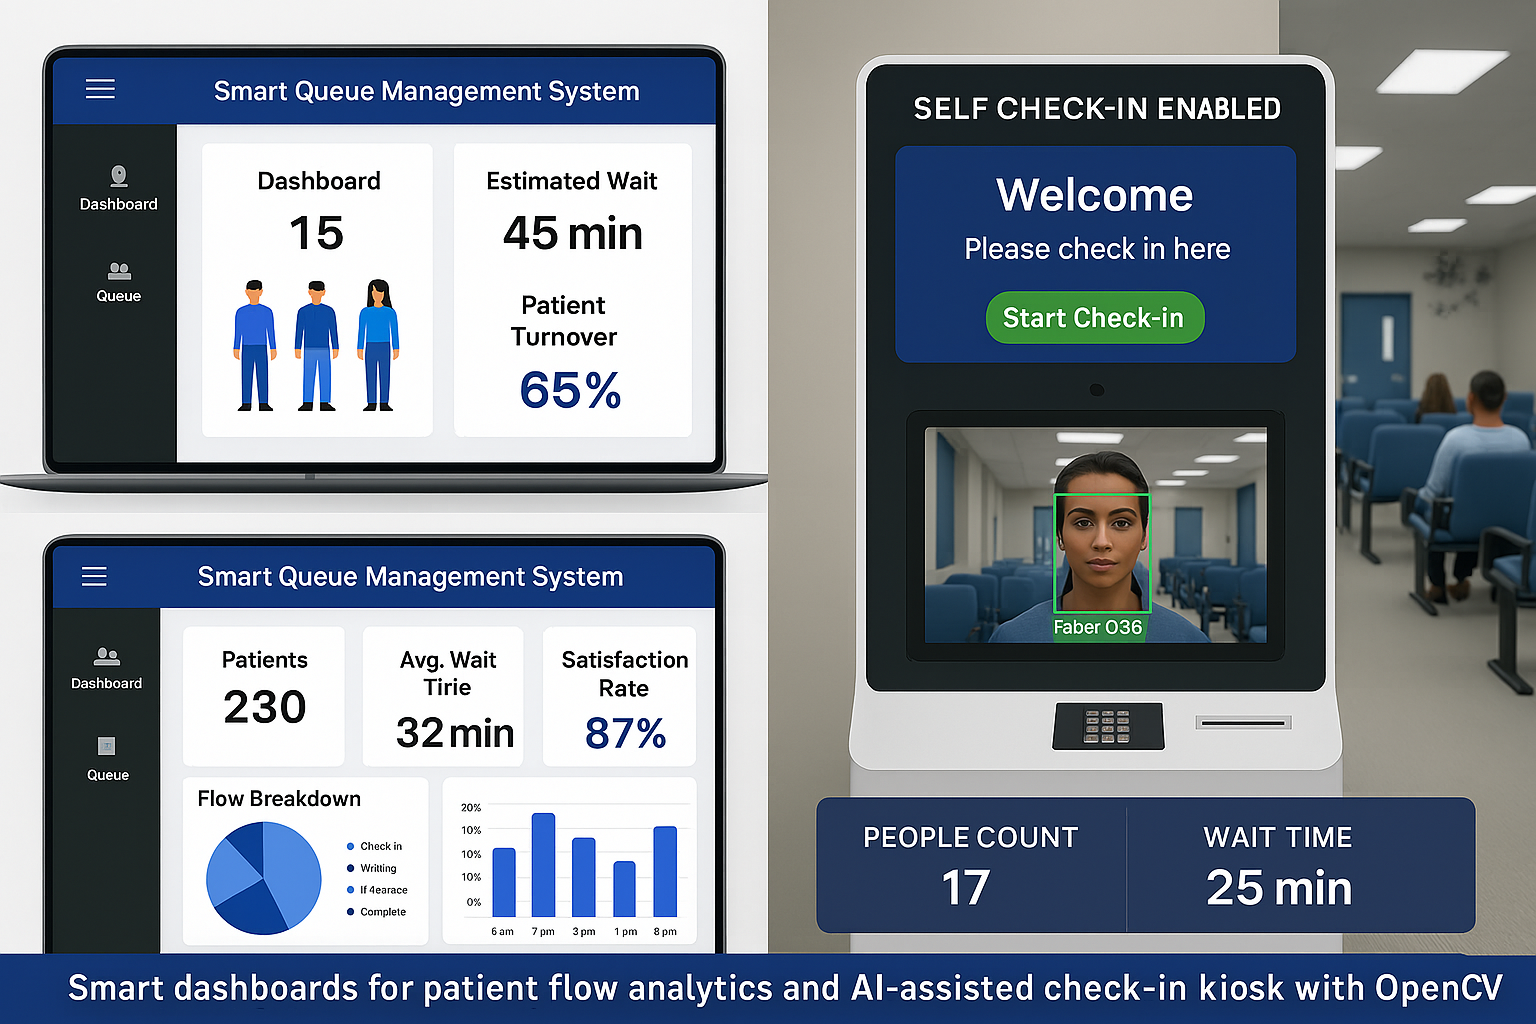 Smart Queue Management System
Dashboard
Queue
Dashboard
15
Estimated Wait
45 min
Patient
Turnover
65%
Smart Queue Management System
Dashboard
Queue
Patients
230
Avg. Wait
Tirie
32 min
Satisfaction
Rate
87%
Flow Breakdown
Check in
Writting
If 4earace
Complete
20%
10%
10%
10%
0%
6 am
7 pm
3 pm
1 pm
8 pm
SELF CHECK-IN ENABLED
Welcome
Please check in here
Start Check-in
Faber O36
PEOPLE COUNT
17
WAIT TIME
25 min
Smart dashboards for patient flow analytics and AI-assisted check-in kiosk with OpenCV